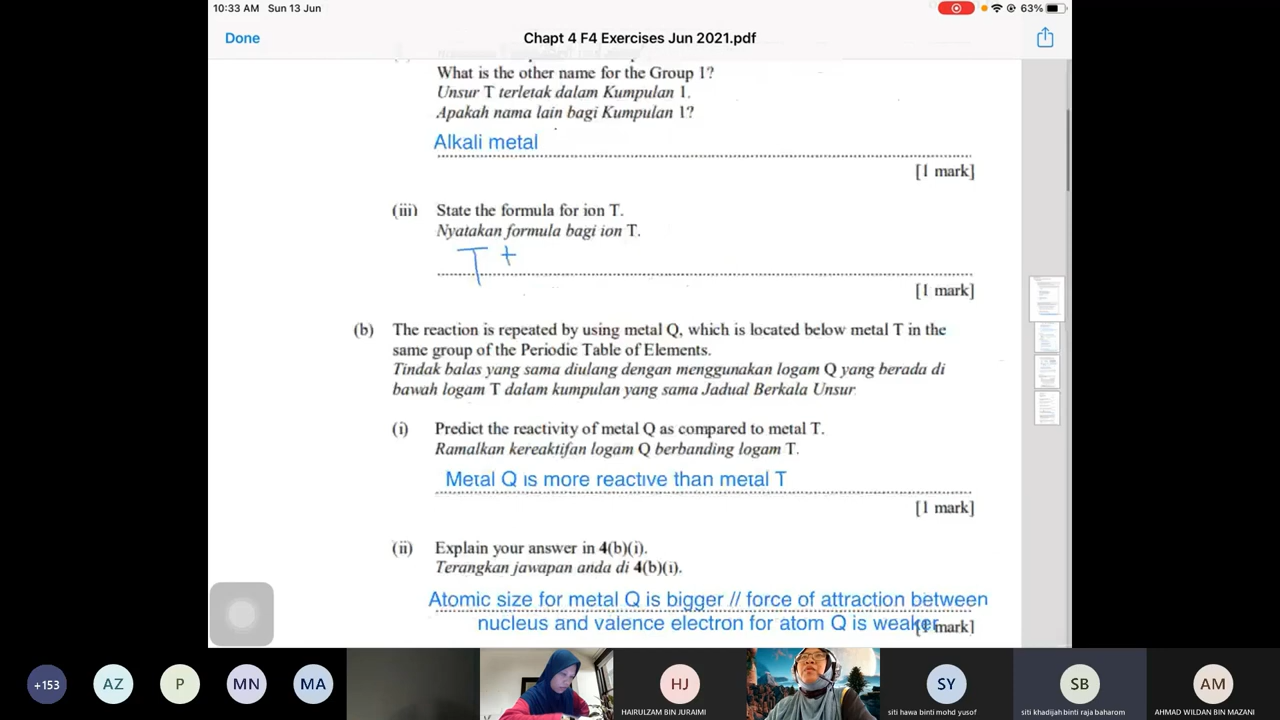 10:33 AM Sun 13 Jun
63%
Done
Chapt 4 F4 Exercises Jun 2021.pdf
What is the other name for the Group 1?
Unsur T terletak dalam Kumpulan 1.
Apakah nama lain bagi Kumpulan 1?
Alkali metal
[1 mark]
(iii) State the formula for ion T.
Nyatakan formula bagi ion T.
T +
[1 mark]
(b) The reaction is repeated by using metal Q, which is located below metal T in the
same group of the Periodic Table of Elements.
Tindak balas yang sama diulang dengan menggunakan logam Q yang berada di
bawah logam T dalam kumpulan yang sama Jadual Berkala Unsur.
(i) Predict the reactivity of metal Q as compared to metal T.
Ramalkan kereaktifan logam Q berbanding logam T.
Metal Q is more reactive than metal T
[1 mark]
(ii) Explain your answer in 4(b)(i).
Terangkan jawapan anda di 4(b)(i).
Atomic size for metal Q is bigger // force of attraction between
nucleus and valence electron for atom Q is weaker
[1 mark]
+153
AZ
P
MN
MA
HJ
HAIRULZAM BIN JURAIMI
SY
siti hawa binti mohd yusof
SB
siti khadijah binti raja baharom
AM
AHMAD WILDAN BIN MAZANI